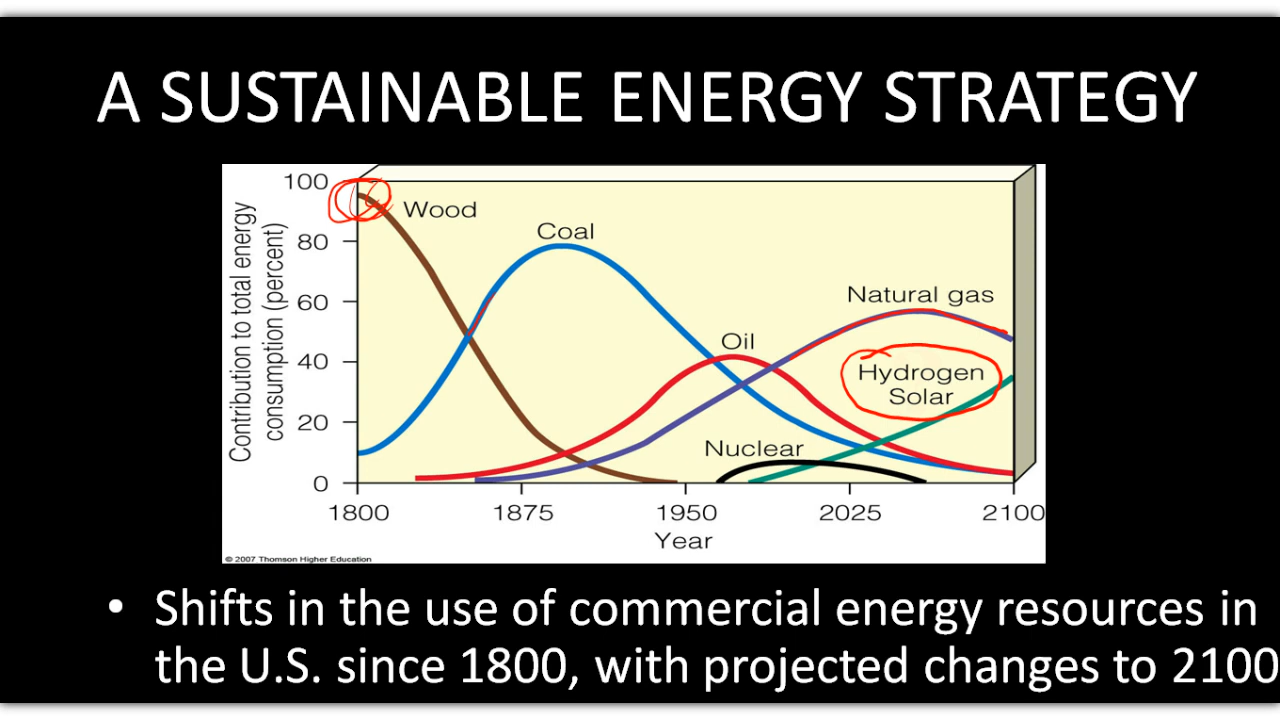 A SUSTAINABLE ENERGY STRATEGY
Contribution to total energy
consumption (percent)
100
80
60
40
20
0
Wood
Coal
Natural gas
Oil
Hydrogen
Solar
Nuclear
1800 1875 1950 2025 2100
Year
© 2007 Thomson Higher Education
• Shifts in the use of commercial energy resources in
the U.S. since 1800, with projected changes to 2100